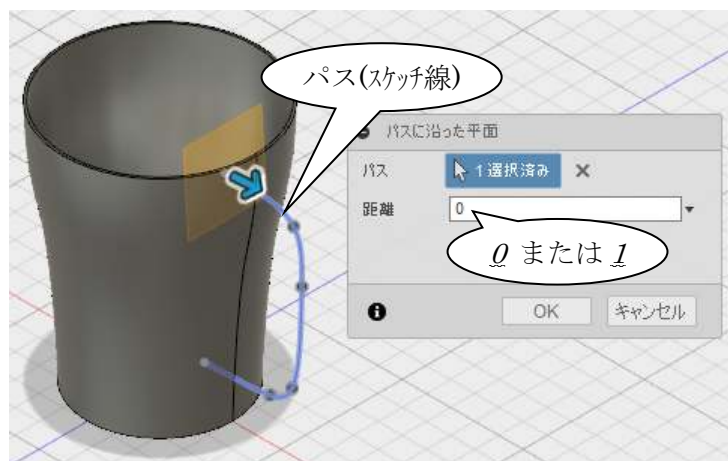 パス(スケッチ線)
パスに沿った平面
パス 1 選択済み
距離 0
0 または 1
OK キャンセル